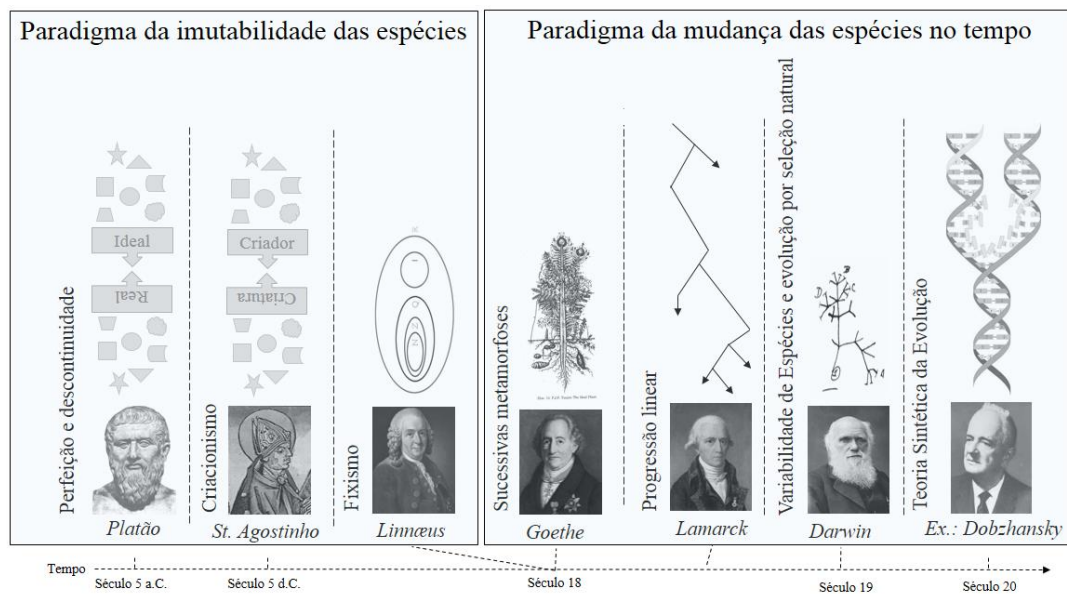 Paradigma da imutabilidade das espécies
Perfeição e descontinuidade
Ideal
Real
Platão
Criacionismo
Criador
Criatura
St. Agostinho
Fixismo
Linnæus
Paradigma da mudança das espécies no tempo
Sucessivas metamorfoses
Goethe
Progressão linear
Lamarck
Variabilidade de Espécies e evolução por seleção natural
Darwin
Teoria Sintética da Evolução
Ex.: Dobzhansky
Tempo
Século 5 a.C.
Século 5 d.C.
Século 18
Século 19
Século 20